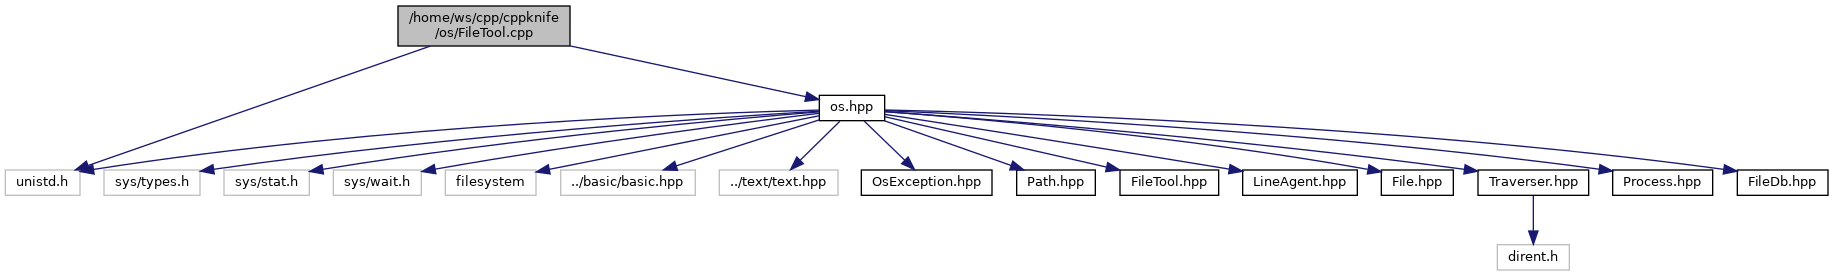 /home/ws/cpp/cppknife
/os/FileTool.cpp
os.hpp
unistd.h
sys/types.h
sys/stat.h
sys/wait.h
filesystem
../basic/basic.hpp
../text/text.hpp
OsException.hpp
Path.hpp
FileTool.hpp
LineAgent.hpp
File.hpp
Traverser.hpp
Process.hpp
FileDb.hpp
dirent.h